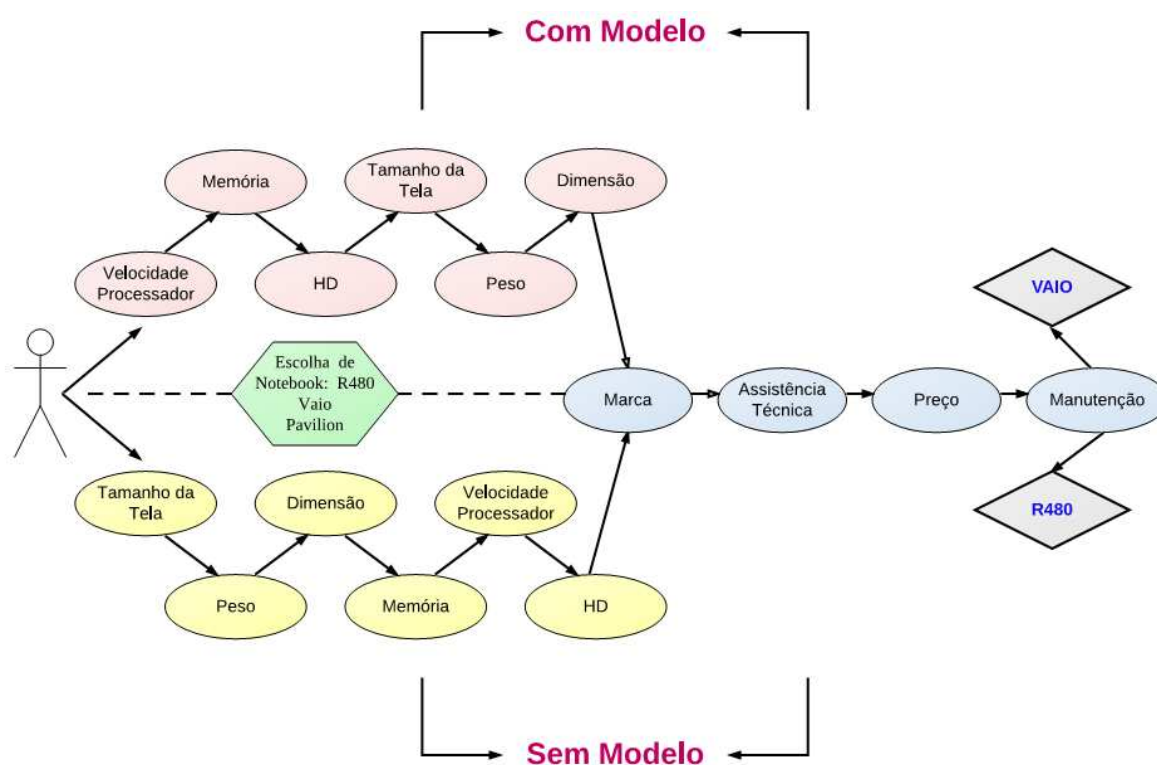 Com Modelo
Memória
Tamanho da
Tela
Dimensão
Velocidade
Processador
HD
Peso
VAIO
Escolha de
Notebook: R480
Vaio
Pavilion
Marca
Assistência
Técnica
Preço
Manutenção
R480
Tamanho da
Tela
Dimensão
Velocidade
Processador
Peso
Memória
HD
Sem Modelo